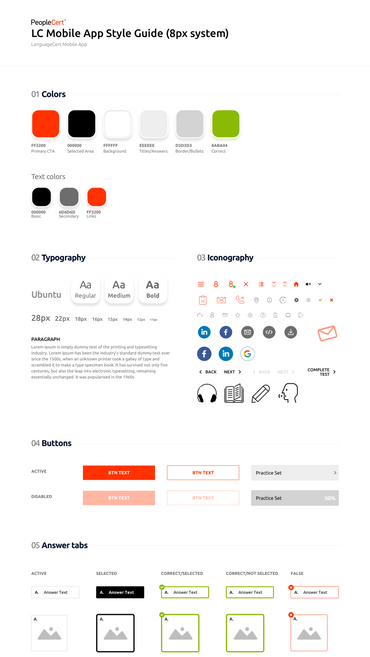 PeopleCert
LC Mobile App Style Guide (8px system)
LanguageCert Mobile App
01 Colors
FF3200 000000 FFFFFF EEEEEE D3D3D3 8ABA04
Primary CTA Selected Area Background Titles/Answers Border/Bullets Correct
Text colors
000000 6D6D6D FF3200
Basic Secondary Links
02 Typography
Ubuntu
Aa Aa Aa
Regular Medium Bold
28px 22px 18px 16px 15px 14px 13px 11px
PARAGRAPH
Lorem Ipsum is simply dummy text of the printing and typesetting
industry. Lorem Ipsum has been the industry's standard dummy text ever
since the 1500s, when an unknown printer took a galley of type and
scrambled it to make a type specimen book. It has survived not only five
centuries, but also the leap into electronic typesetting, remaining
essentially unchanged. It was popularised in the 1960s
03 Iconography
BACK NEXT BACK NEXT COMPLETE
TEST
04 Buttons
ACTIVE BTN TEXT BTN TEXT Practice Set
DISABLED BTN TEXT BTN TEXT Practice Set 50%
05 Answer tabs
ACTIVE SELECTED CORRECT/SELECTED CORRECT/NOT SELECTED FALSE
A. Answer Text A. Answer Text A. Answer Text A. Answer Text A. Answer Text
A. A. A. A. A.